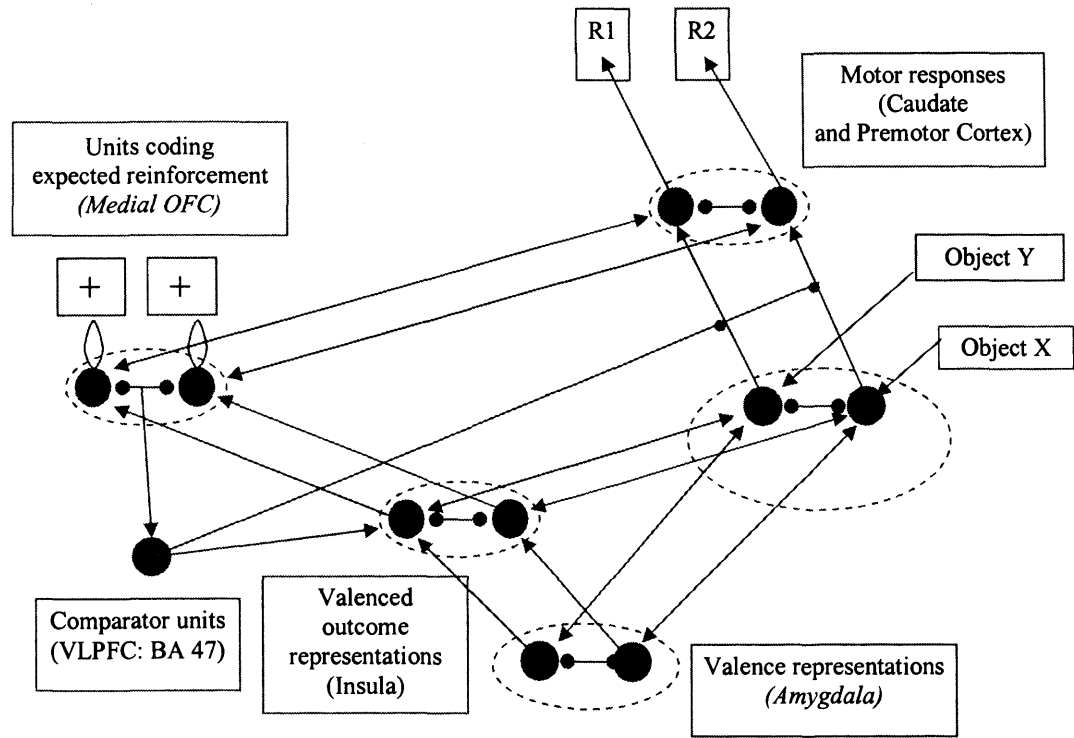 R1
R2
Motor responses
(Caudate
and Premotor Cortex)
Units coding
expected reinforcement
(Medial OFC)
+
+
Object Y
Object X
Comparator units
(VLPFC: BA 47)
Valenced
outcome
representations
(Insula)
Valence representations
(Amygdala)